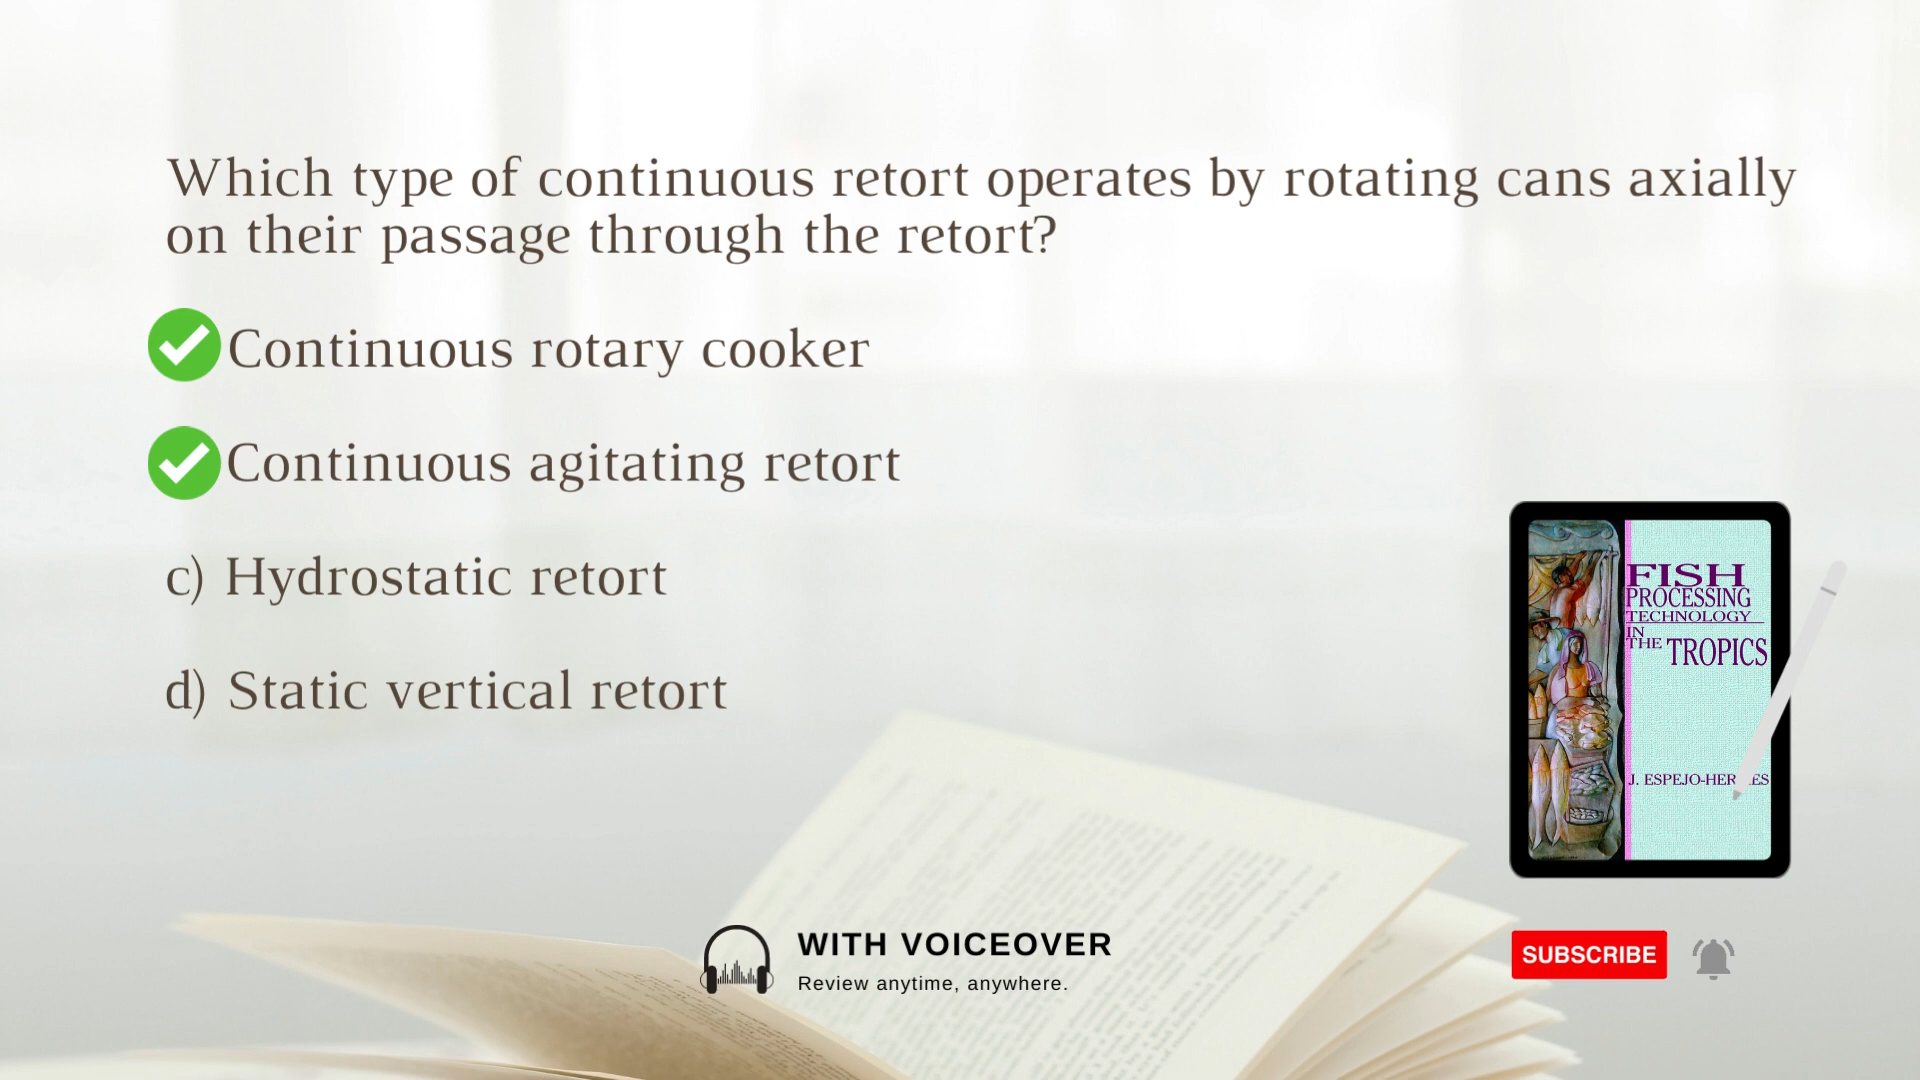 Which type of continuous retort operates by rotating cans axially
on their passage through the retort?
Continuous rotary cooker
Continuous agitating retort
c) Hydrostatic retort
d) Static vertical retort
FISH
PROCESSING
TECHNOLOGY
IN
THE TROPICS
WITH VOICEOVER
Review anytime, anywhere.
SUBSCRIBE